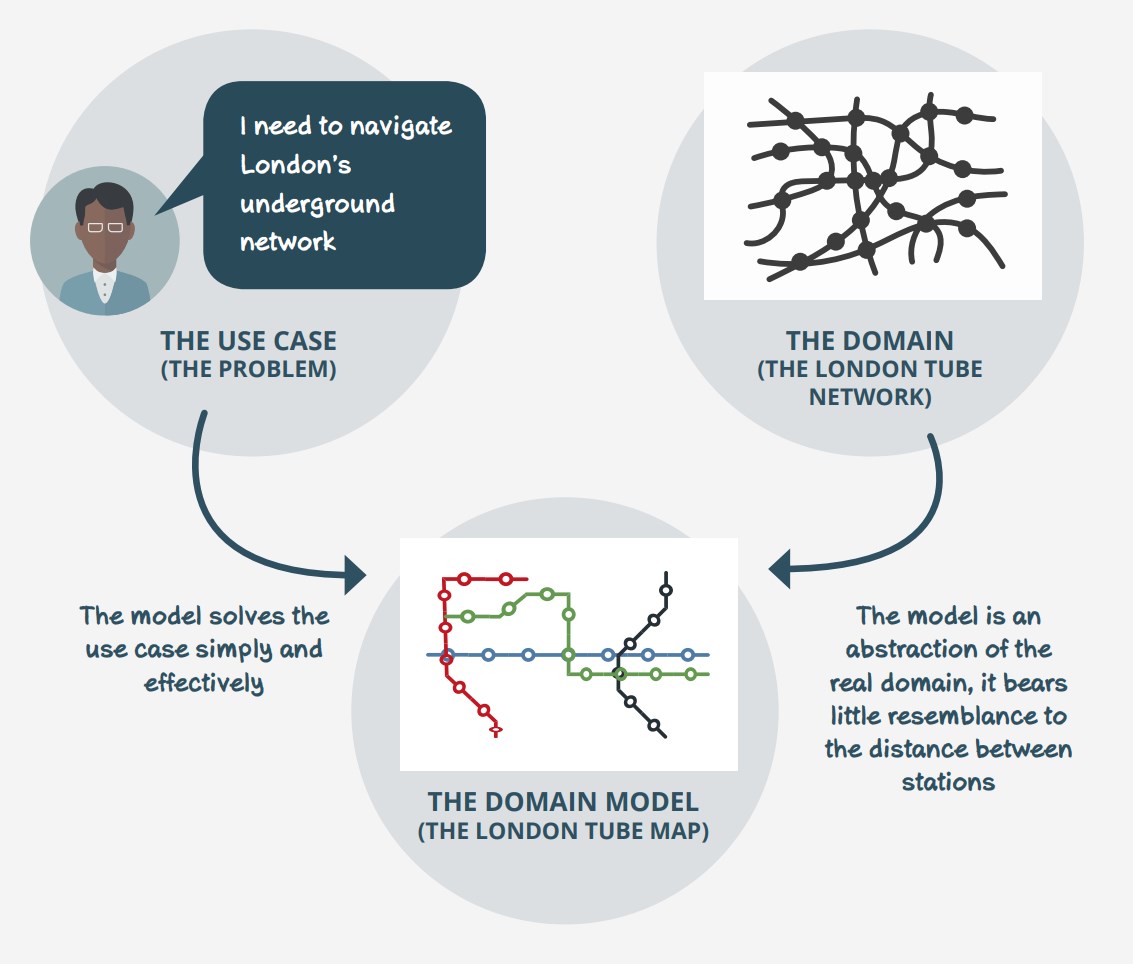 I need to navigate
London's
underground
network
THE USE CASE
(THE PROBLEM)
THE DOMAIN
(THE LONDON TUBE
NETWORK)
The model solves the
use case simply and
effectively
The model is an
abstraction of the
real domain, it bears
little resemblance to
the distance between
stations
THE DOMAIN MODEL
(THE LONDON TUBE MAP)